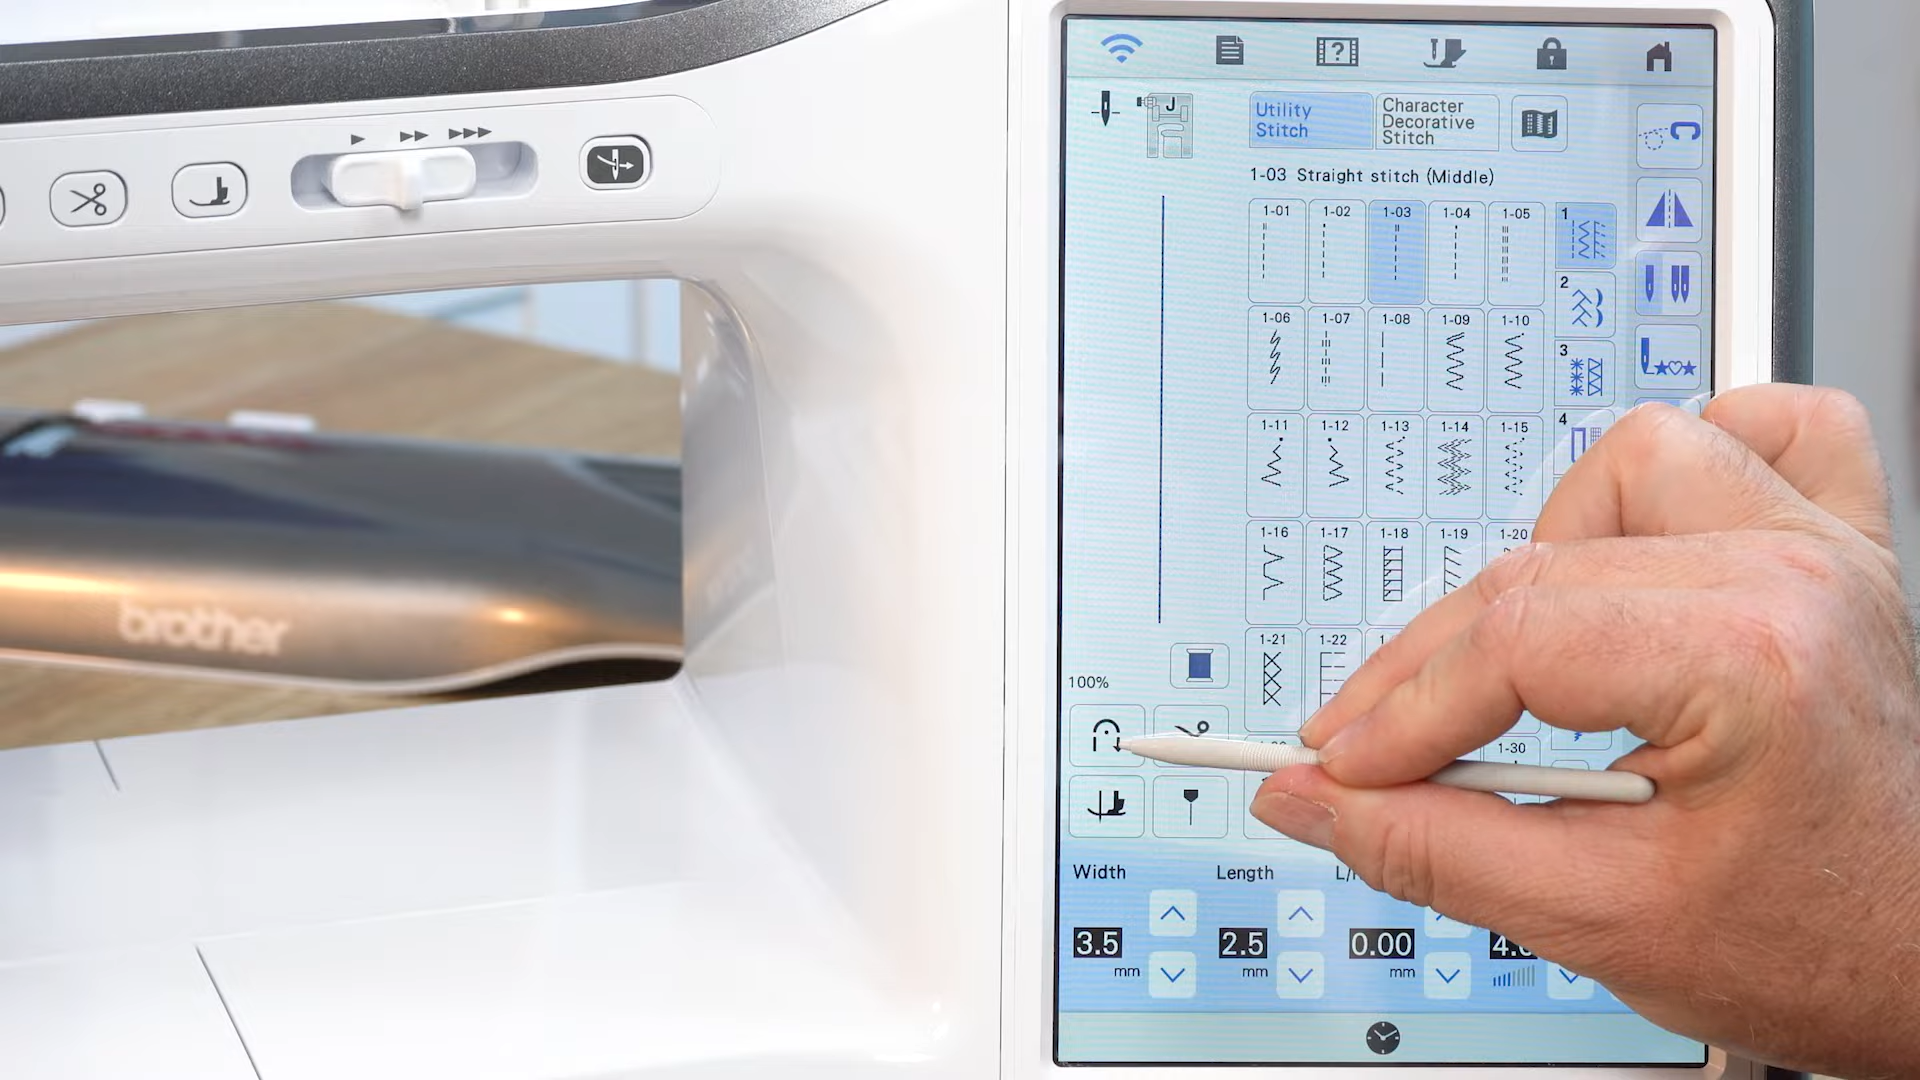 J
Utility
Stitch
Character
Decorative
Stitch
1-03 Straight stitch (Middle)
1-01 1-02 1-03 1-04 1-05 1
1-06 1-07 1-08 1-09 1-10 2
3
1-11 1-12 1-13 1-14 1-15 4
1-16 1-17 1-18 1-19 1-20
1-21 1-22
100%
1-30
Width Length
3.5 2.5 0.00
mm mm mm
brother